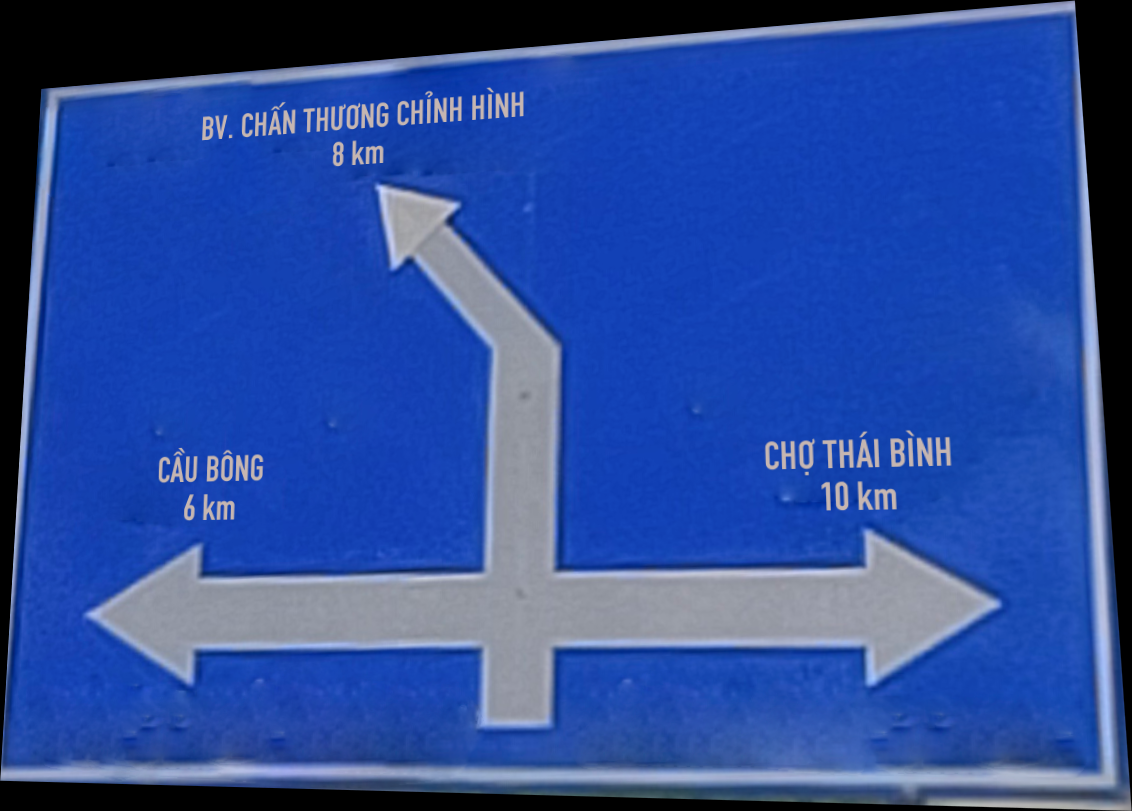 BV. CHẤN THƯƠNG CHỈNH HÌNH
8 km
CẦU BÔNG
6 km
CHỢ THÁI BÌNH
10 km